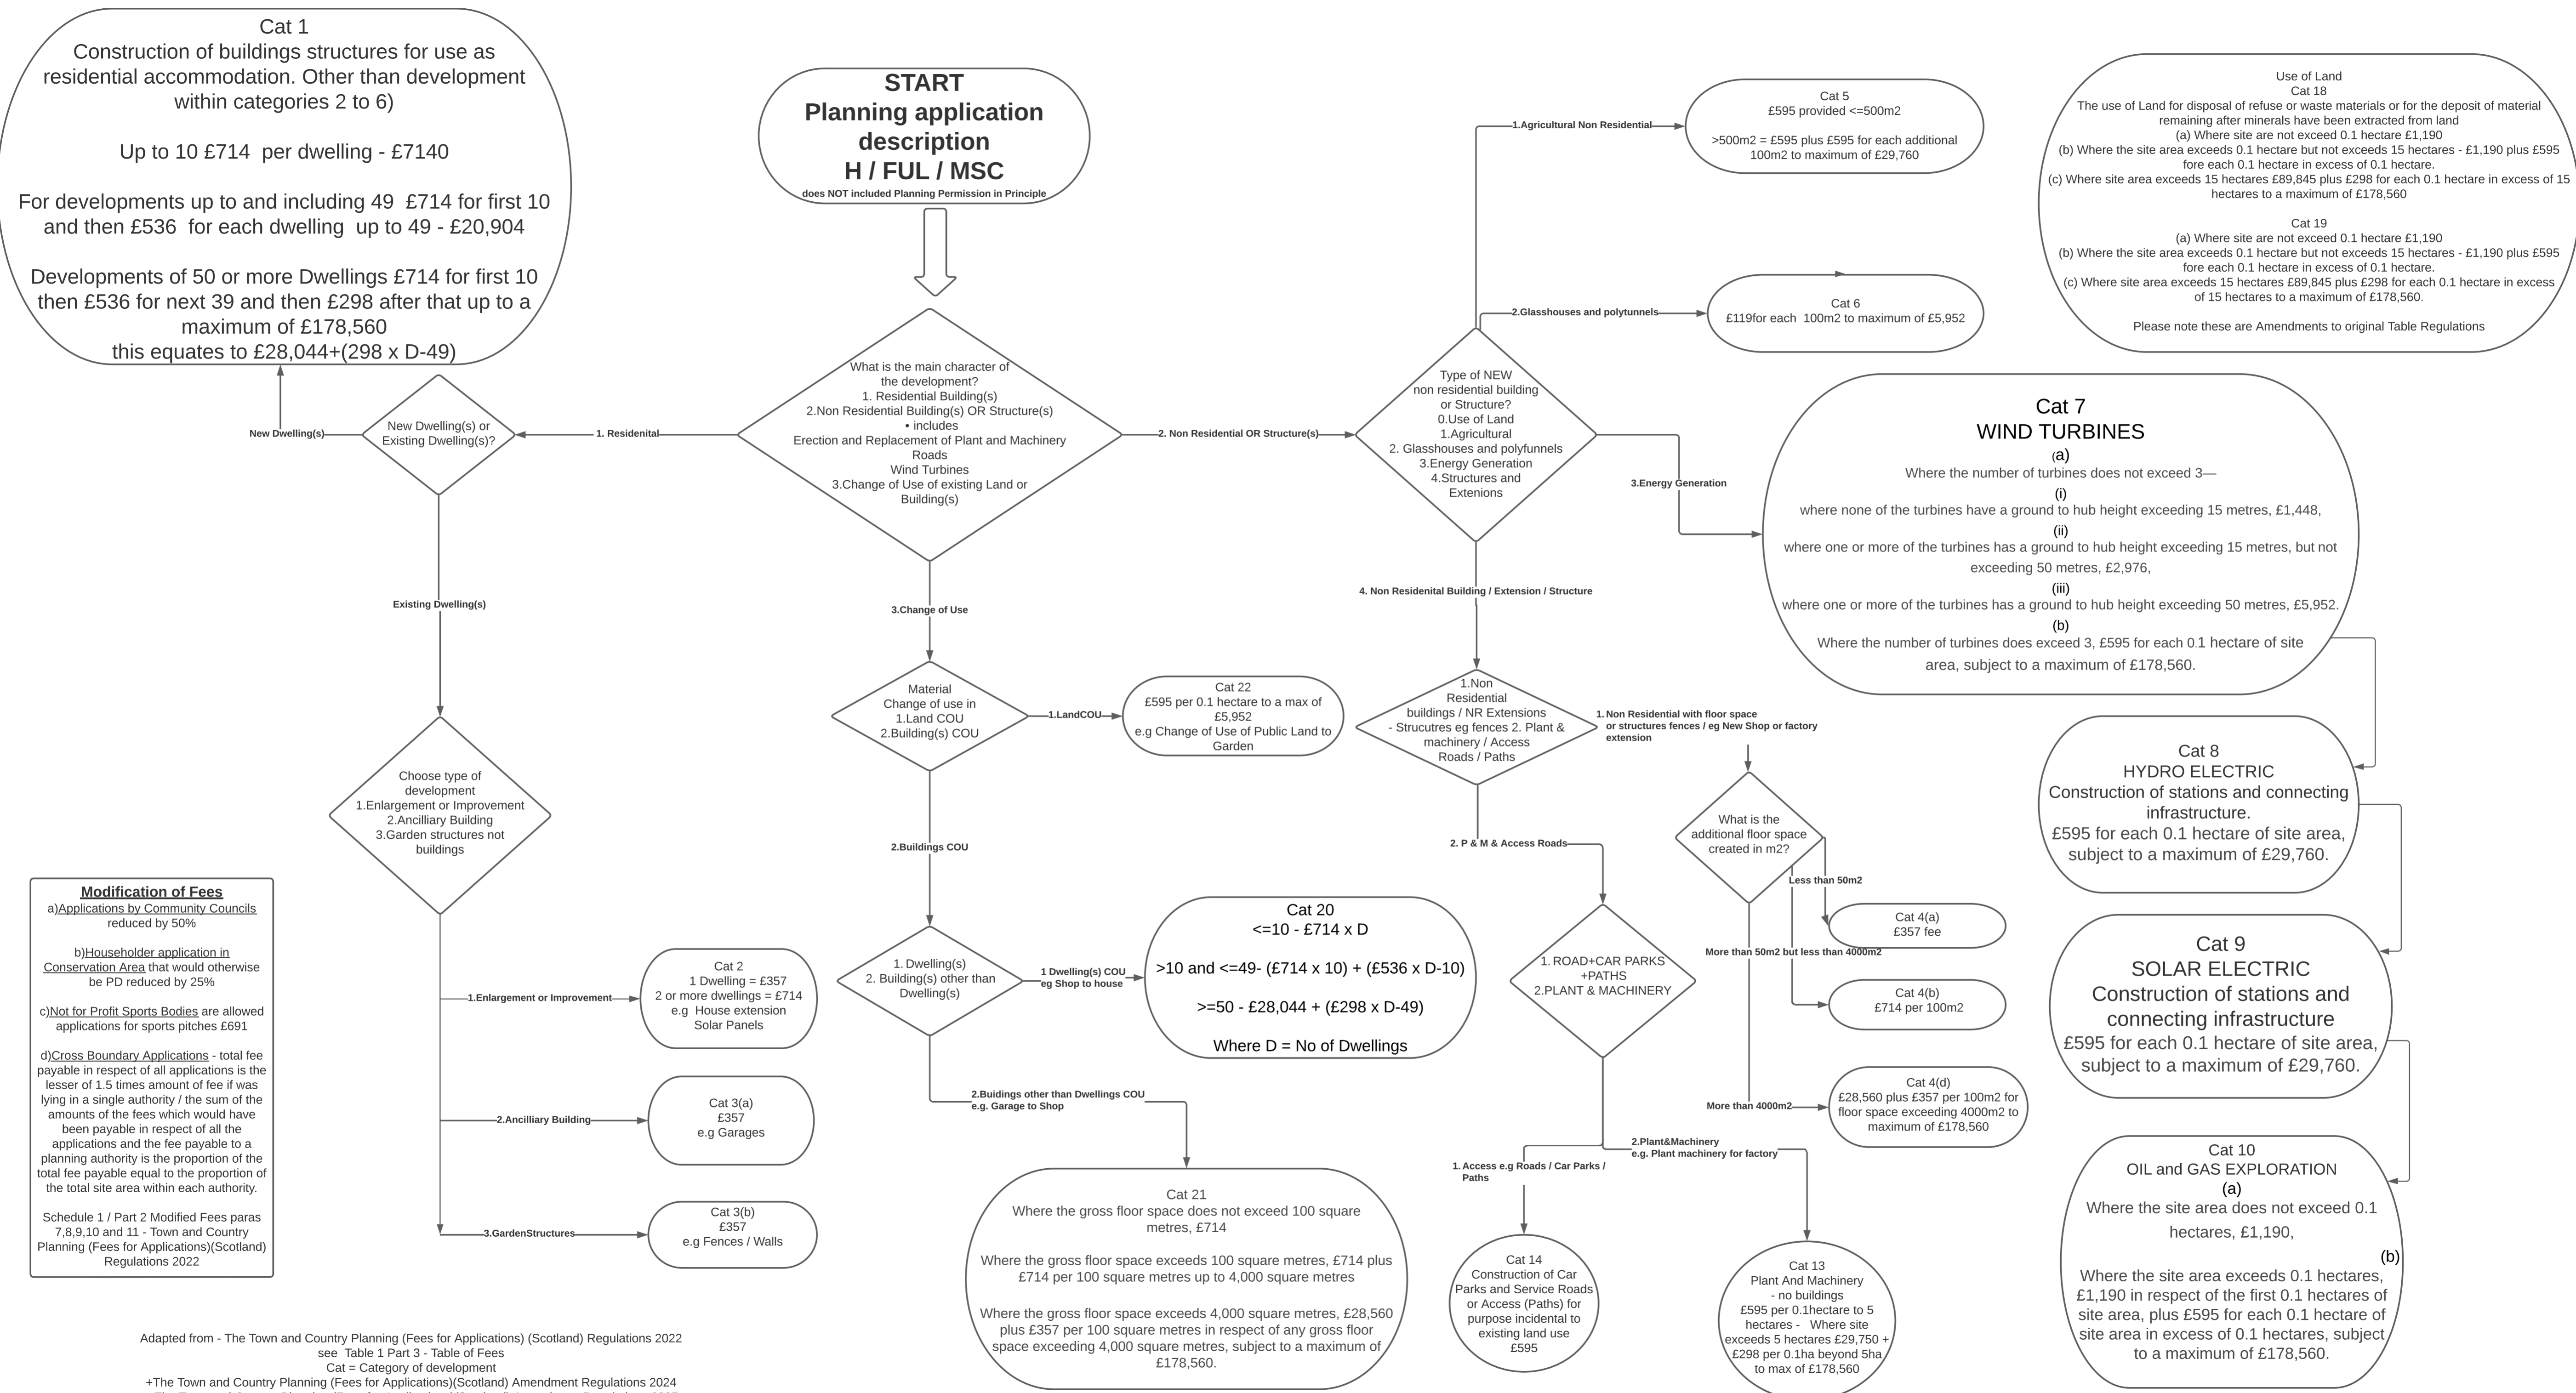 Cat 1
Construction of buildings structures for use as
residential accommodation. Other than development
within categories 2 to 6)
Up to 10 £714  per dwelling - £7140
For developments up to and including 49  £714 for first 10
and then £536  for each dwelling  up to 49 - £20,904
Developments of 50 or more Dwellings £714 for first 10
then £536 for next 39 and then £298 after that up to a
maximum of £178,560
this equates to £28,044+(298 x D-49)
START
Planning application
description
H / FUL / MSC
does NOT included Planning Permission in Principle
1.Agricultural Non Residential
Cat 5
£595 provided <=500m2
>500m2 = £595 plus £595 for each additional
100m2 to maximum of £29,760
Use of Land
Cat 18
The use of Land for disposal of refuse or waste materials or for the deposit of material
remaining after minerals have been extracted from land
(a) Where site are not exceed 0.1 hectare £1,190
(b) Where the site area exceeds 0.1 hectare but not exceeds 15 hectares - £1,190 plus £595
fore each 0.1 hectare in excess of 0.1 hectare.
(c) Where site area exceeds 15 hectares £89,845 plus £298 for each 0.1 hectare in excess of 15
hectares to a maximum of £178,560
Cat 19
(a) Where site are not exceed 0.1 hectare £1,190
(b) Where the site area exceeds 0.1 hectare but not exceeds 15 hectares - £1,190 plus £595
fore each 0.1 hectare in excess of 0.1 hectare.
(c) Where site area exceeds 15 hectares £89,845 plus £298 for each 0.1 hectare in excess
of 15 hectares to a maximum of £178,560.
Please note these are Amendments to original Table Regulations
2.Glasshouses and polytunnels
Cat 6
£119for each  100m2 to maximum of £5,952
New Dwelling(s)
New Dwelling(s) or
Existing Dwelling(s)?
1. Residenital
What is the main character of
the development?
1. Residential Building(s)
2.Non Residential Building(s) OR Structure(s)
• includes
Erection and Replacement of Plant and Machinery
Roads
Wind Turbines
3.Change of Use of existing Land or
Building(s)
2. Non Residential OR Structure(s)
Type of NEW
non residential building
or Structure?
0.Use of Land
1.Agricultural
2. Glasshouses and polyfunnels
3.Energy Generation
4.Structures and
Extenions
3.Energy Generation
Cat 7
WIND TURBINES
(a)
Where the number of turbines does not exceed 3—
(i)
where none of the turbines have a ground to hub height exceeding 15 metres, £1,448,
(ii)
where one or more of the turbines has a ground to hub height exceeding 15 metres, but not
exceeding 50 metres, £2,976,
(iii)
where one or more of the turbines has a ground to hub height exceeding 50 metres, £5,952.
(b)
Where the number of turbines does exceed 3, £595 for each 0.1 hectare of site
area, subject to a maximum of £178,560.
Existing Dwelling(s)
3.Change of Use
4. Non Residenital Building / Extension / Structure
Material
Change of use in
1.Land COU
2.Building(s) COU
1.LandCOU
Cat 22
£595 per 0.1 hectare to a max of
£5,952
e.g Change of Use of Public Land to
Garden
1.Non
Residential
buildings / NR Extensions
- Strucutres eg fences 2. Plant &
machinery / Access
Roads / Paths
1. Non Residential with floor space
or structures fences / eg New Shop or factory
extension
Cat 8
HYDRO ELECTRIC
Construction of stations and connecting
infrastructure.
£595 for each 0.1 hectare of site area,
subject to a maximum of £29,760.
Choose type of
development
1.Enlargement or Improvement
2.Ancilliary Building
3.Garden structures not
buildings
2.Buildings COU
2. P & M & Access Roads
What is the
additional floor space
created in m2?
Less than 50m2
Cat 4(a)
£357 fee
More than 50m2 but less than 4000m2
Cat 4(b)
£714 per 100m2
More than 4000m2
Cat 4(d)
£28,560 plus £357 per 100m2 for
floor space exceeding 4000m2 to
maximum of £178,560
Modification of Fees
a)Applications by Community Councils
reduced by 50%
b)Householder application in
Conservation Area that would otherwise
be PD reduced by 25%
c)Not for Profit Sports Bodies are allowed
applications for sports pitches £691
d)Cross Boundary Applications - total fee
payable in respect of all applications is the
lesser of 1.5 times amount of fee if was
lying in a single authority / the sum of the
amounts of the fees which would have
been payable in respect of all the
applications and the fee payable to a
planning authority is the proportion of the
total fee payable equal to the proportion of
the total site area within each authority.
Schedule 1 / Part 2 Modified Fees paras
7,8,9,10 and 11 - Town and Country
Planning (Fees for Applications)(Scotland)
Regulations 2022
1.Enlargement or Improvement
Cat 2
1 Dwelling = £357
2 or more dwellings = £714
e.g  House extension
Solar Panels
2.Ancilliary Building
Cat 3(a)
£357
e.g Garages
3.GardenStructures
Cat 3(b)
£357
e.g Fences / Walls
1. Dwelling(s)
2. Building(s) other than
Dwelling(s)
1 Dwelling(s) COU
eg Shop to house
Cat 20
<=10 - £714 x D
>10 and <=49- (£714 x 10) + (£536 x D-10)
>=50 - £28,044 + (£298 x D-49)
Where D = No of Dwellings
2.Buidings other than Dwellings COU
e.g. Garage to Shop
Cat 21
Where the gross floor space does not exceed 100 square
metres, £714
Where the gross floor space exceeds 100 square metres, £714 plus
£714 per 100 square metres up to 4,000 square metres
Where the gross floor space exceeds 4,000 square metres, £28,560
plus £357 per 100 square metres in respect of any gross floor
space exceeding 4,000 square metres, subject to a maximum of
£178,560.
1. ROAD+CAR PARKS
+PATHS
2.PLANT & MACHINERY
1. Access e.g Roads / Car Parks /
Paths
2.Plant&Machinery
e.g. Plant machinery for factory
Cat 14
Construction of Car
Parks and Service Roads
or Access (Paths) for
purpose incidental to
existing land use
£595
Cat 13
Plant And Machinery
- no buildings
£595 per 0.1hectare to 5
hectares -   Where site
exceeds 5 hectares £29,750 +
£298 per 0.1ha beyond 5ha
to max of £178,560
Cat 9
SOLAR ELECTRIC
Construction of stations and
connecting infrastructure
£595 for each 0.1 hectare of site area,
subject to a maximum of £29,760.
Cat 10
OIL and GAS EXPLORATION
(a)
Where the site area does not exceed 0.1
hectares, £1,190,
(b)
Where the site area exceeds 0.1 hectares,
£1,190 in respect of the first 0.1 hectares of
site area, plus £595 for each 0.1 hectare of
site area in excess of 0.1 hectares, subject
to a maximum of £178,560.
Adapted from - The Town and Country Planning (Fees for Applications) (Scotland) Regulations 2022
see  Table 1 Part 3 - Table of Fees
Cat = Category of development
+The Town and Country Planning (Fees for Applications)(Scotland) Amendment Regulations 2024